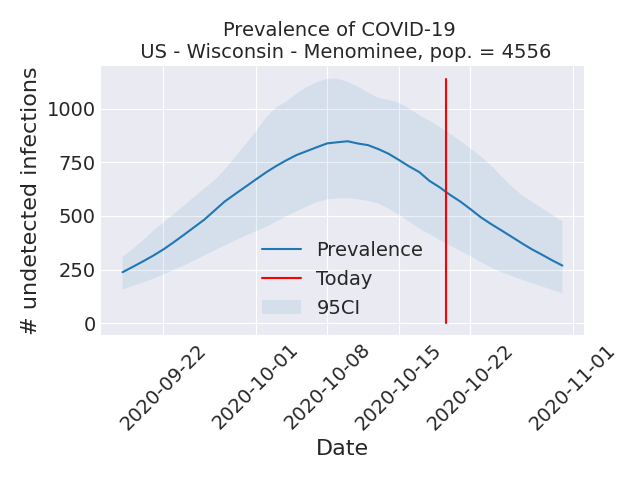 Prevalence of COVID-19
US - Wisconsin - Menominee, pop. = 4556
# undetected infections
1000
750
500
250
0
Prevalence
Today
95CI
2020-09-22
2020-10-01
2020-10-08
2020-10-15
2020-10-22
2020-11-01
Date